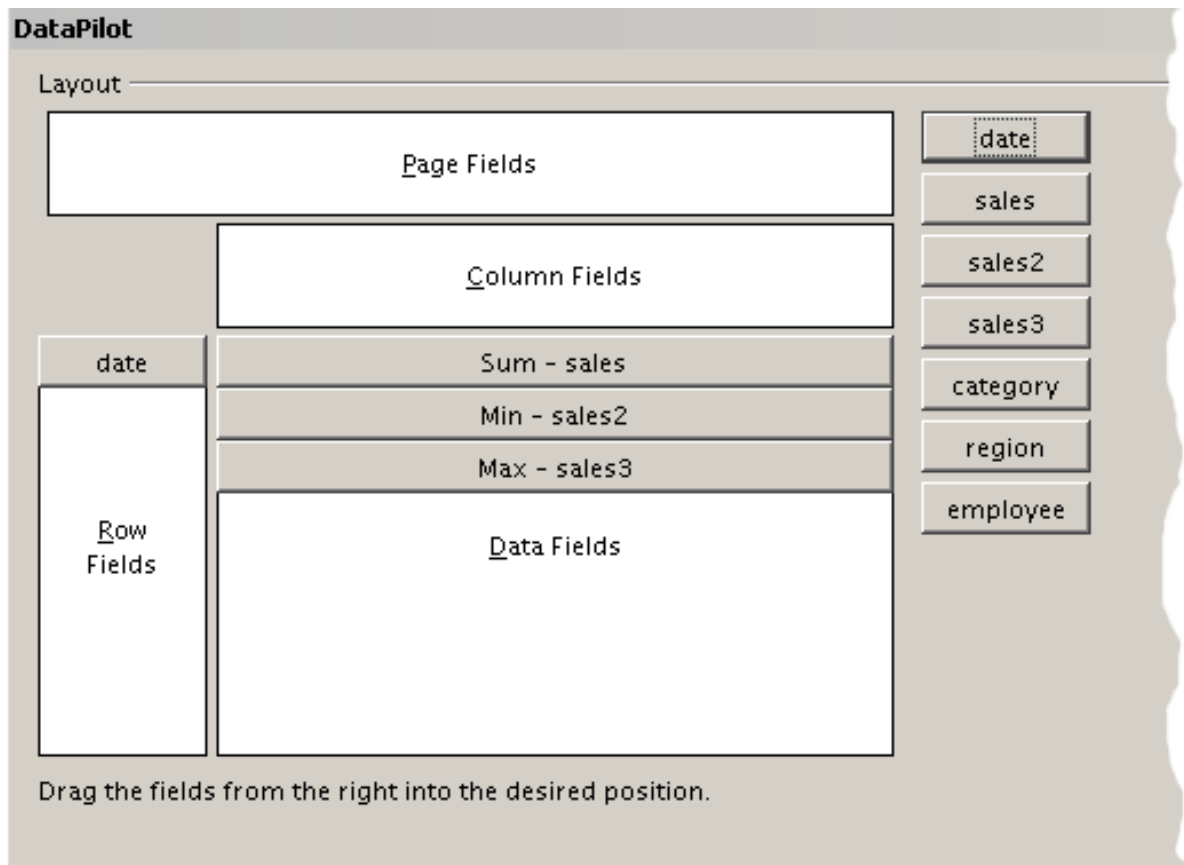 DataPilot
Layout
Page Fields
date
sales
Column Fields
sales2
sales3
date
Sum – sales
category
Min – sales2
region
Max – sales3
employee
Row
Fields
Data Fields
Drag the fields from the right into the desired position.